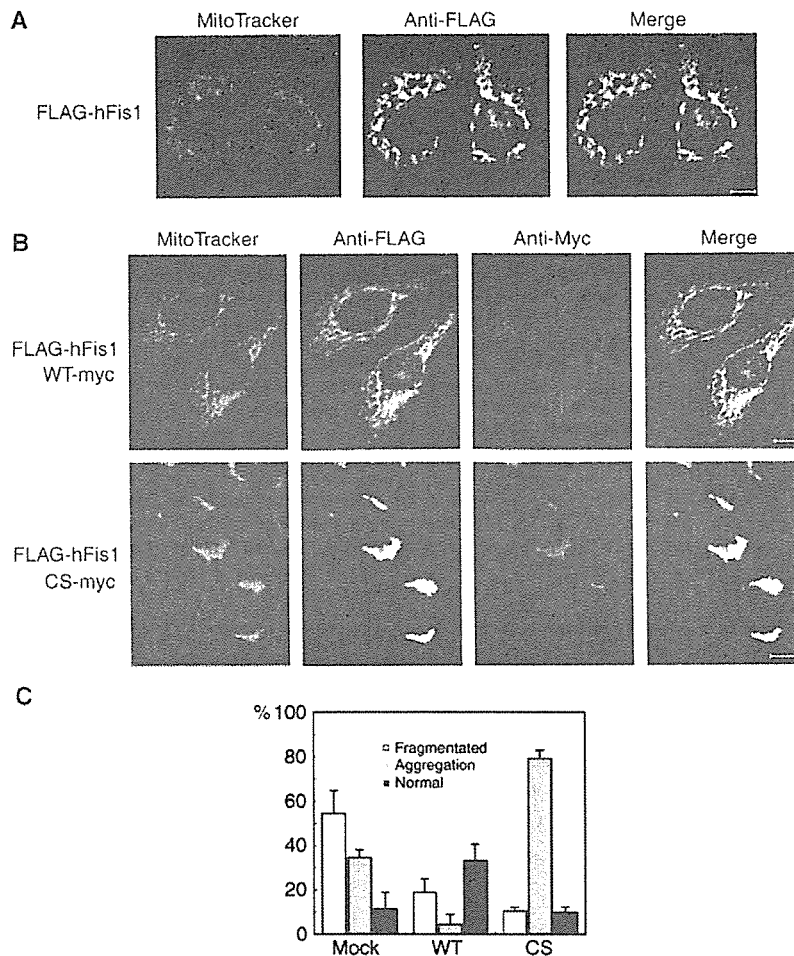 A
MitoTracker Anti-FLAG Merge
FLAG-hFis1
B
MitoTracker Anti-FLAG Anti-Myc Merge
FLAG-hFis1
WT-myc
FLAG-hFis1
CS-myc
C
% 100
80
60
40
20
0
Fragmentated
Aggregation
Normal
Mock WT CS